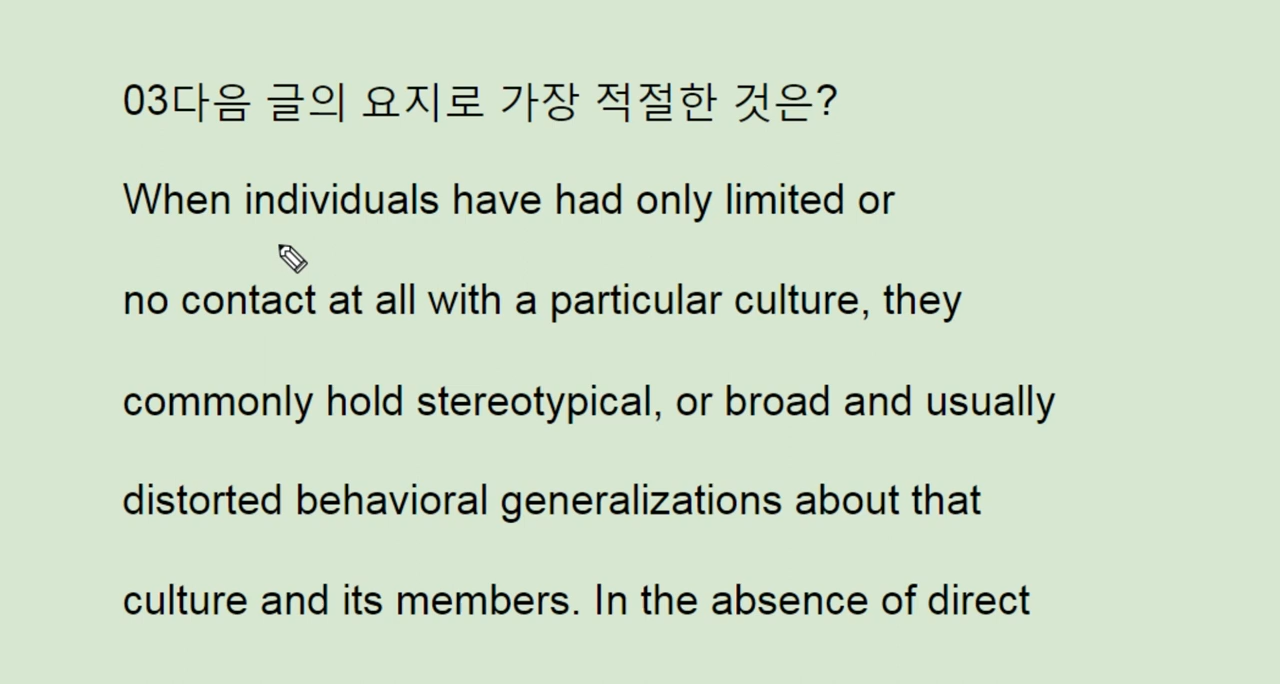 03다음 글의 요지로 가장 적절한 것은?
When individuals have had only limited or
no contact at all with a particular culture, they
commonly hold stereotypical, or broad and usually
distorted behavioral generalizations about that
culture and its members. In the absence of direct